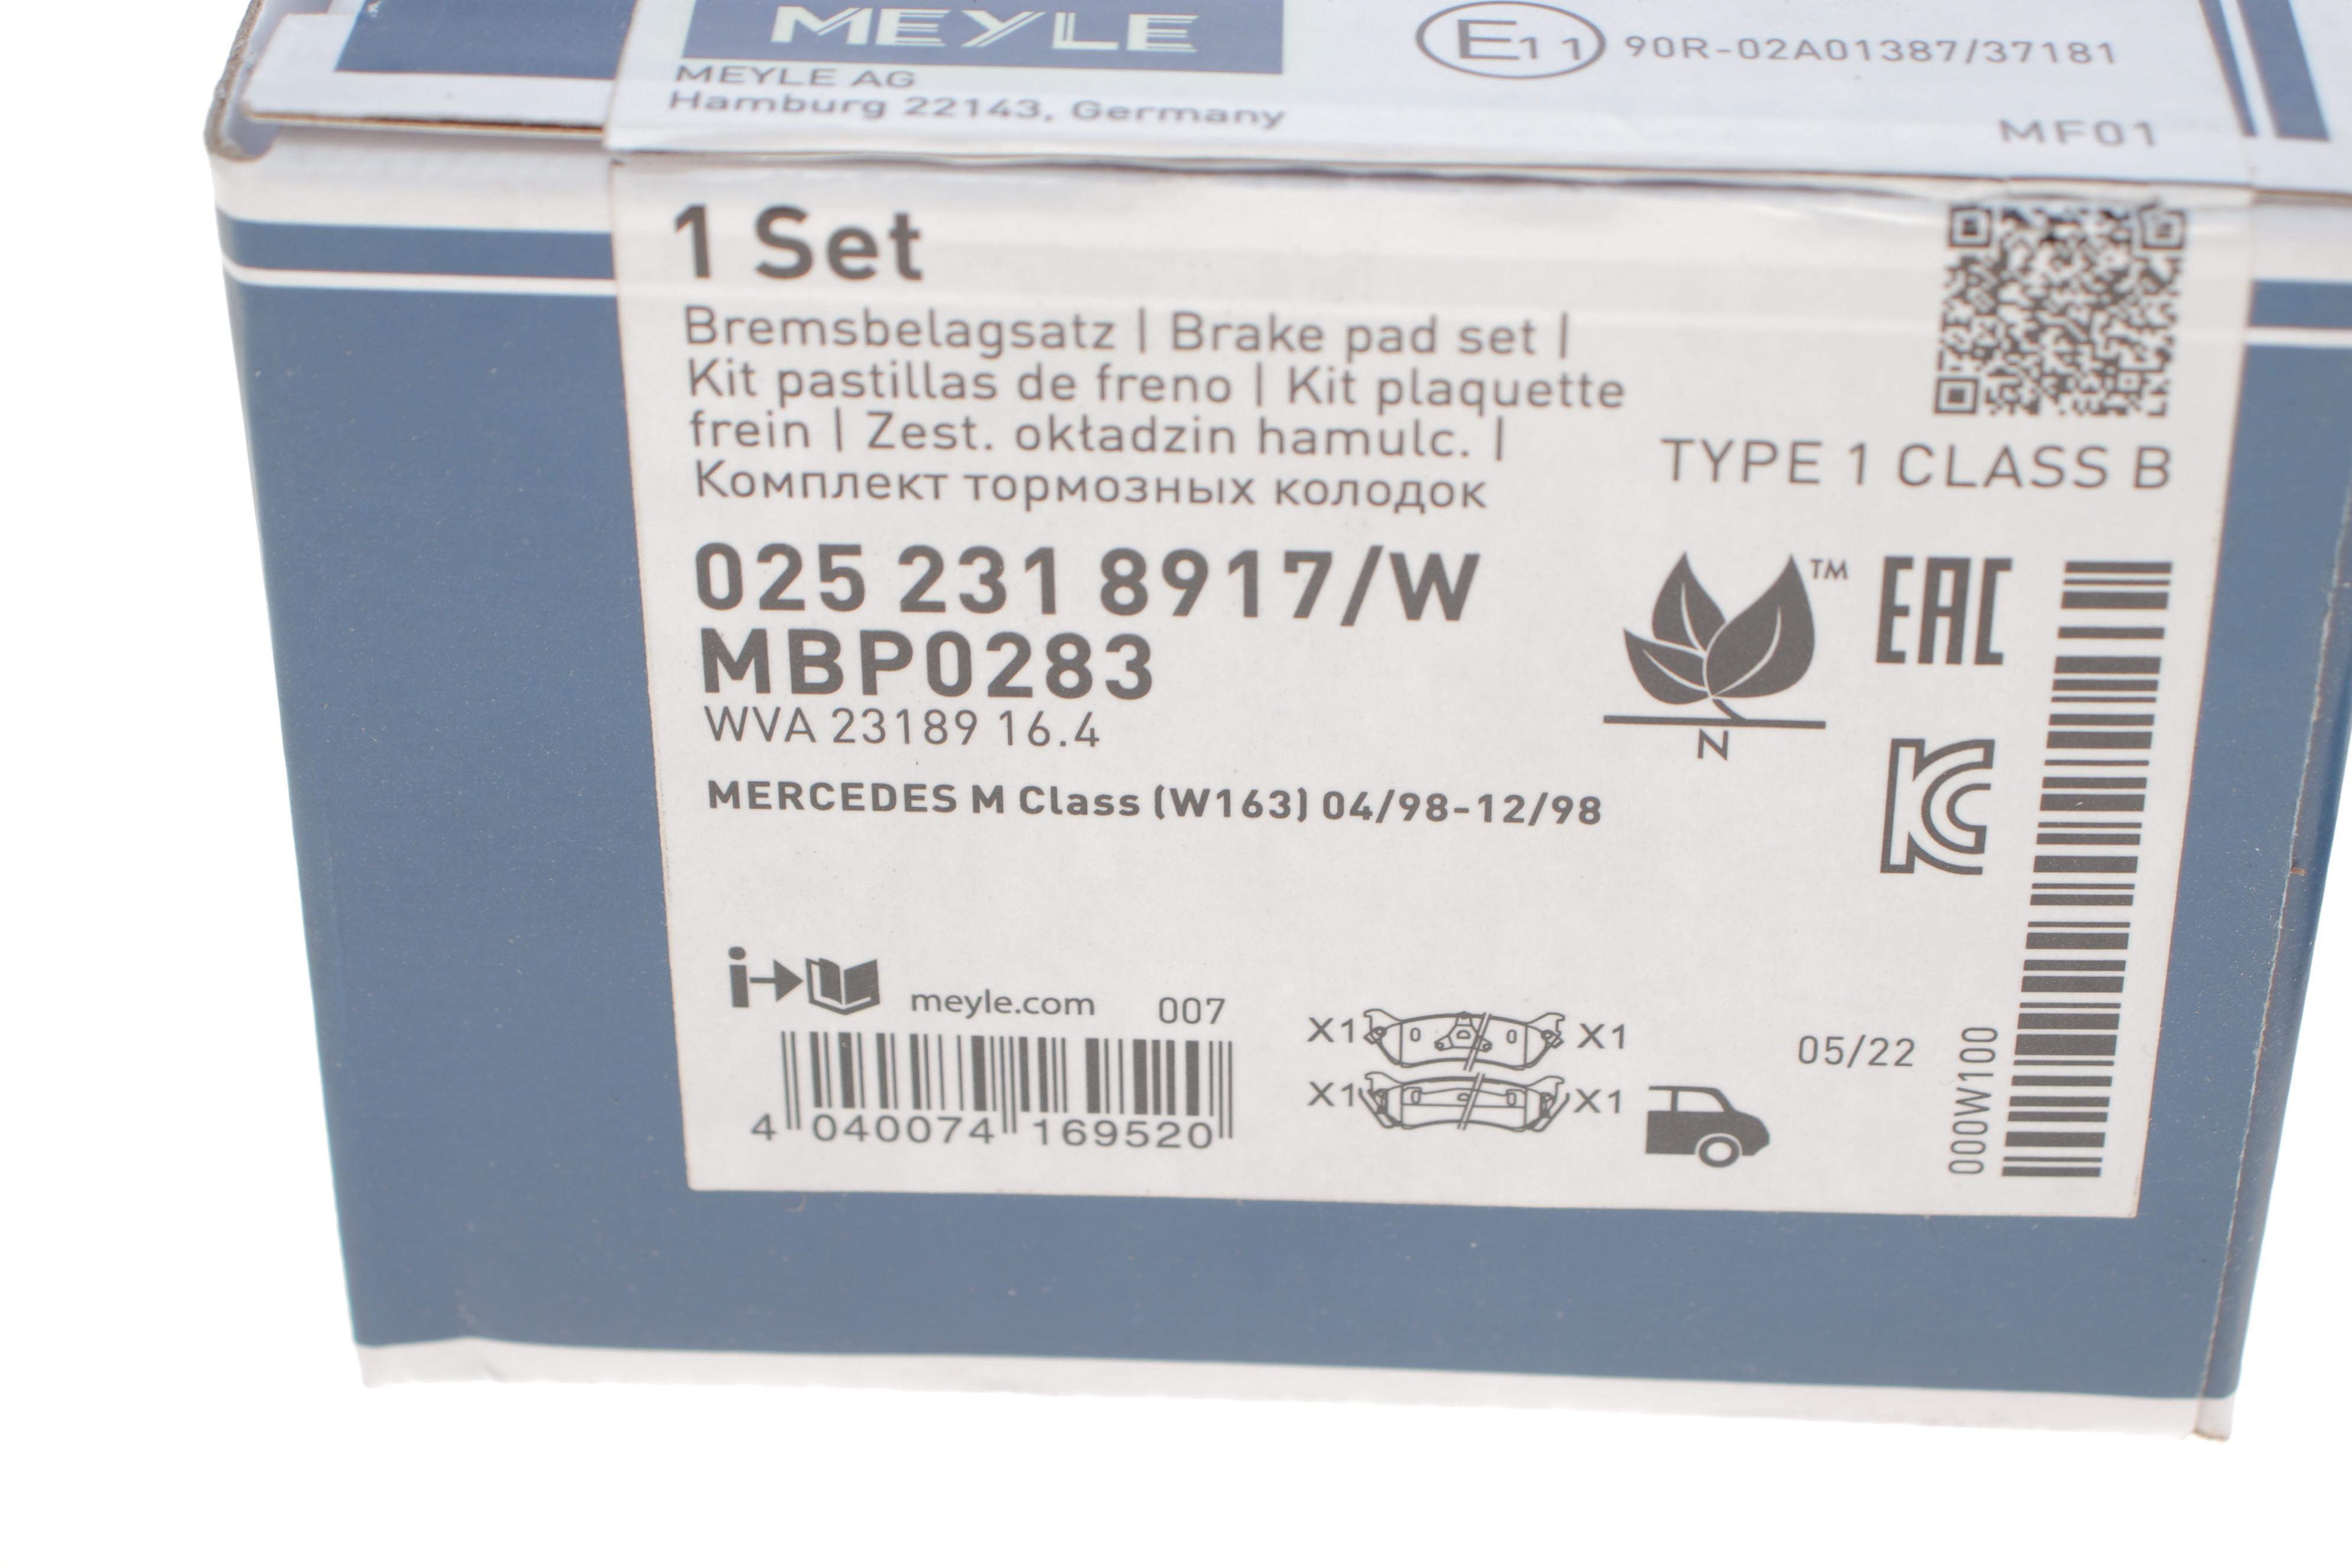 MEYLE
MEYLE AG
Hamburg 22143, Germany
E11 90R-02A01387/37181
MF01
1 Set
Bremsbelagsatz | Brake pad set |
Kit pastillas de freno | Kit plaquette
frein | Zest. okładzin hamulc. |
Комплект тормозных колодок
TYPE 1 CLASS B
025 231 8917/W
MBP0283
WVA 23189 16.4
TM
EAC
N
KC
MERCEDES M Class (W163) 04/98-12/98
i
meyle.com 007
4 040074 169520
X1 X1
X1 X1
05/22
000W100